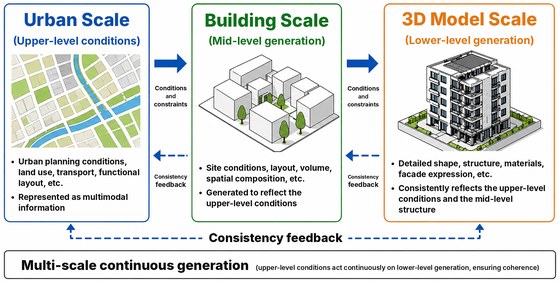 Urban Scale
(Upper-level conditions)
• Urban planning conditions,
land use, transport, functional
layout, etc.
• Represented as multimodal
information
Conditions
and
constraints
Consistency
feedback
Building Scale
(Mid-level generation)
• Site conditions, layout, volume,
spatial composition, etc.
• Generated to reflect the
upper-level conditions
Conditions
and
constraints
Consistency
feedback
3D Model Scale
(Lower-level generation)
• Detailed shape, structure, materials,
facade expression, etc.
• Consistently reflects the upper-level
conditions and the mid-level
structure
Consistency feedback
Multi-scale continuous generation (upper-level conditions act continuously on lower-level generation, ensuring coherence)